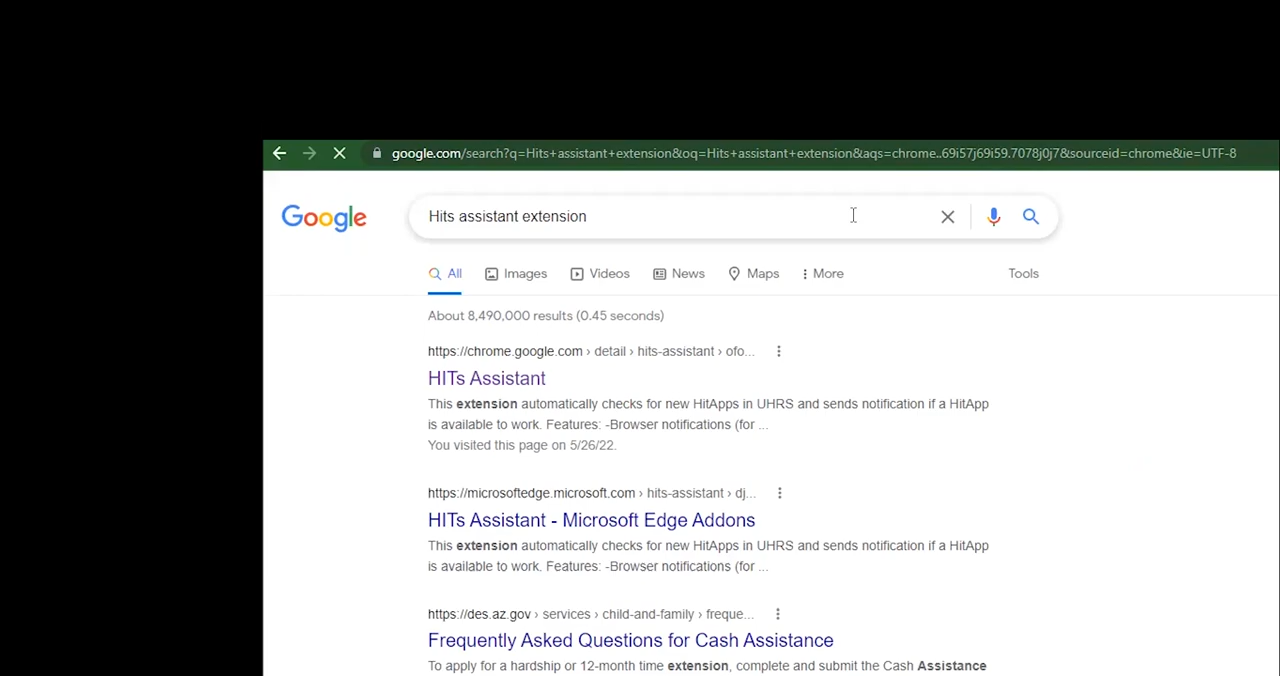 google.com/search?q=Hits+assistant+extension&oq=Hits+assistant+extension&aqs=chrome..69i57j69i59.7078j0j7&sourceid=chrome&ie=UTF-8
Google Hits assistant extension
All Images Videos News Maps More Tools
About 8,490,000 results (0.45 seconds)
https://chrome.google.com › detail › hits-assistant › ofo...
HITs Assistant
This extension automatically checks for new HitApps in UHRS and sends notification if a HitApp
is available to work. Features: -Browser notifications (for ...
You visited this page on 5/26/22.
https://microsoftedge.microsoft.com › hits-assistant › dj...
HITs Assistant - Microsoft Edge Addons
This extension automatically checks for new HitApps in UHRS and sends notification if a HitApp
is available to work. Features: -Browser notifications (for ...
https://des.az.gov › services › child-and-family › freque...
Frequently Asked Questions for Cash Assistance
To apply for a hardship or 12-month time extension, complete and submit the Cash Assistance